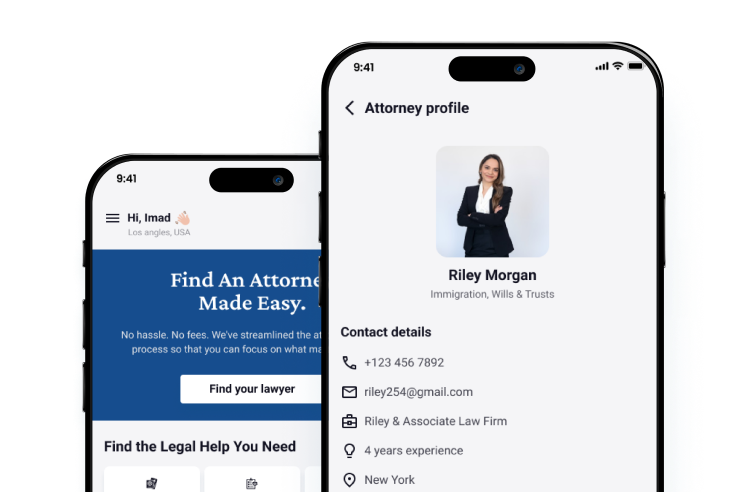 9:41
Hi, Imad
Los angles, USA
Find An Attorne
Made Easy.
No hassle. No fees. We've streamlined the at
process so that you can focus on what ma
Find your lawyer
Find the Legal Help You Need
9:41
Attorney profile
Riley Morgan
Immigration, Wills & Trusts
Contact details
+123 456 7892
riley254@gmail.com
Riley & Associate Law Firm
4 years experience
New York